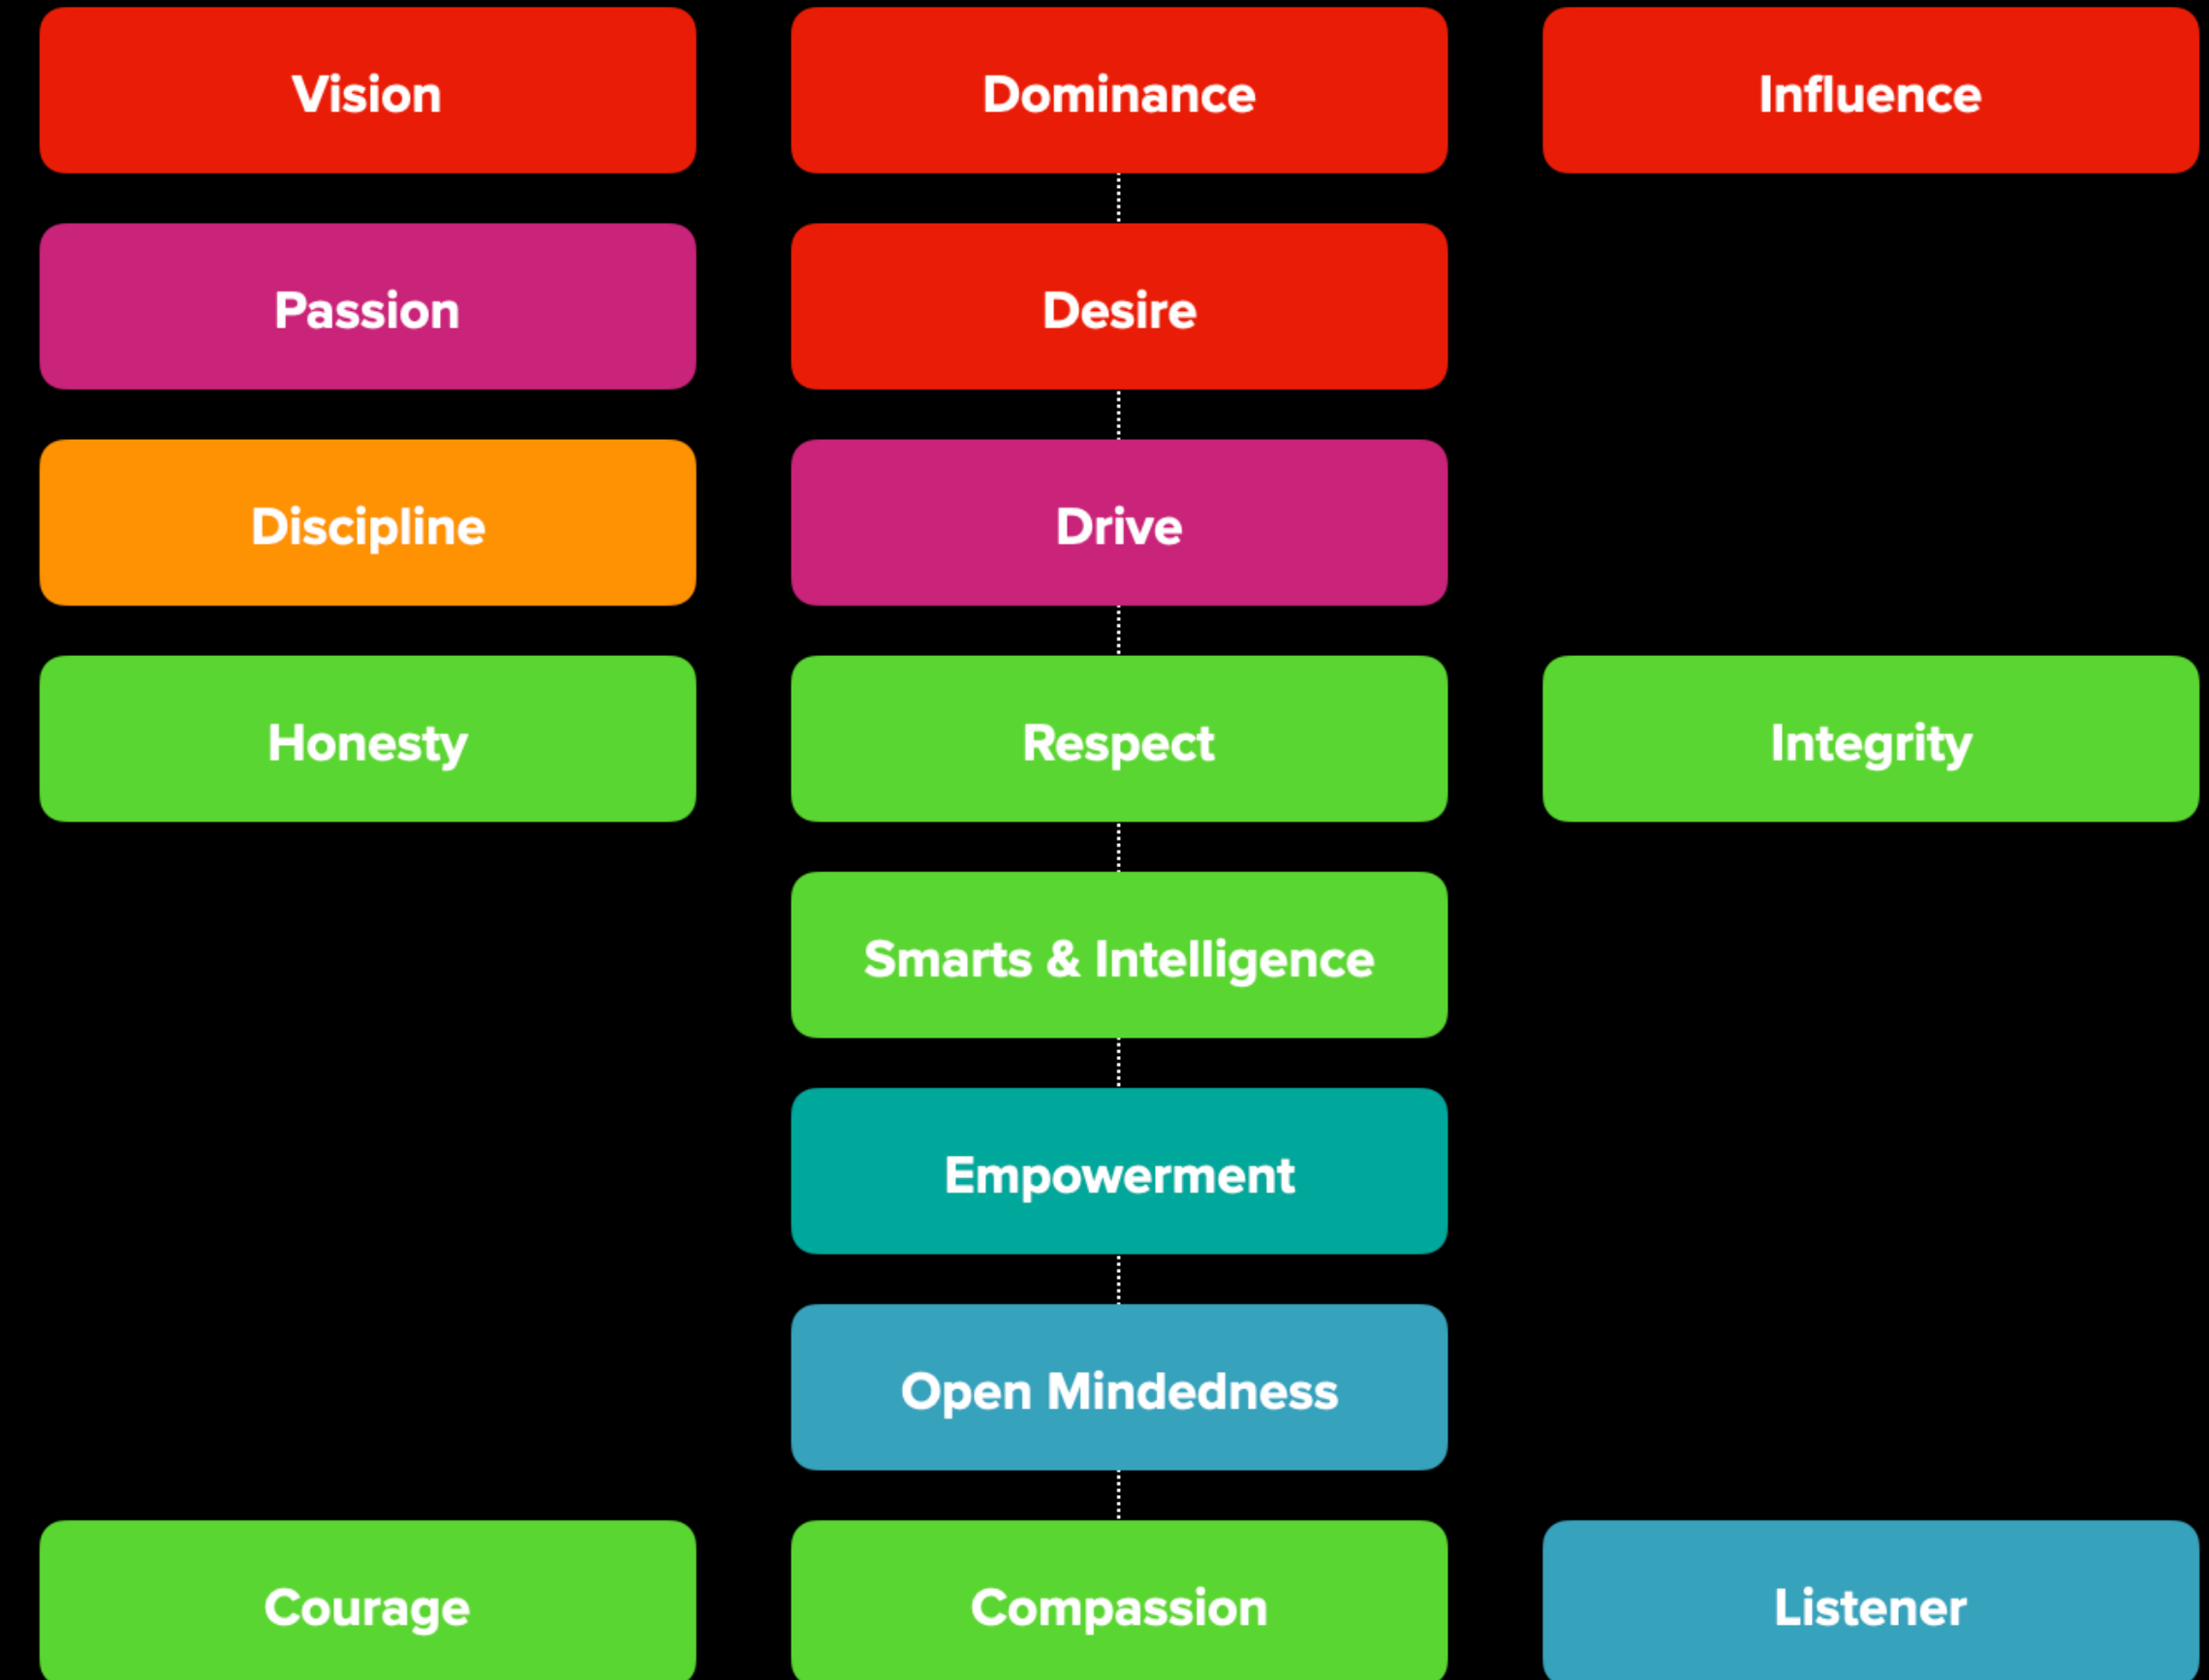 Vision
Dominance
Influence
Passion
Desire
Discipline
Drive
Honesty
Respect
Integrity
Smarts & Intelligence
Empowerment
Open Mindedness
Courage
Compassion
Listener